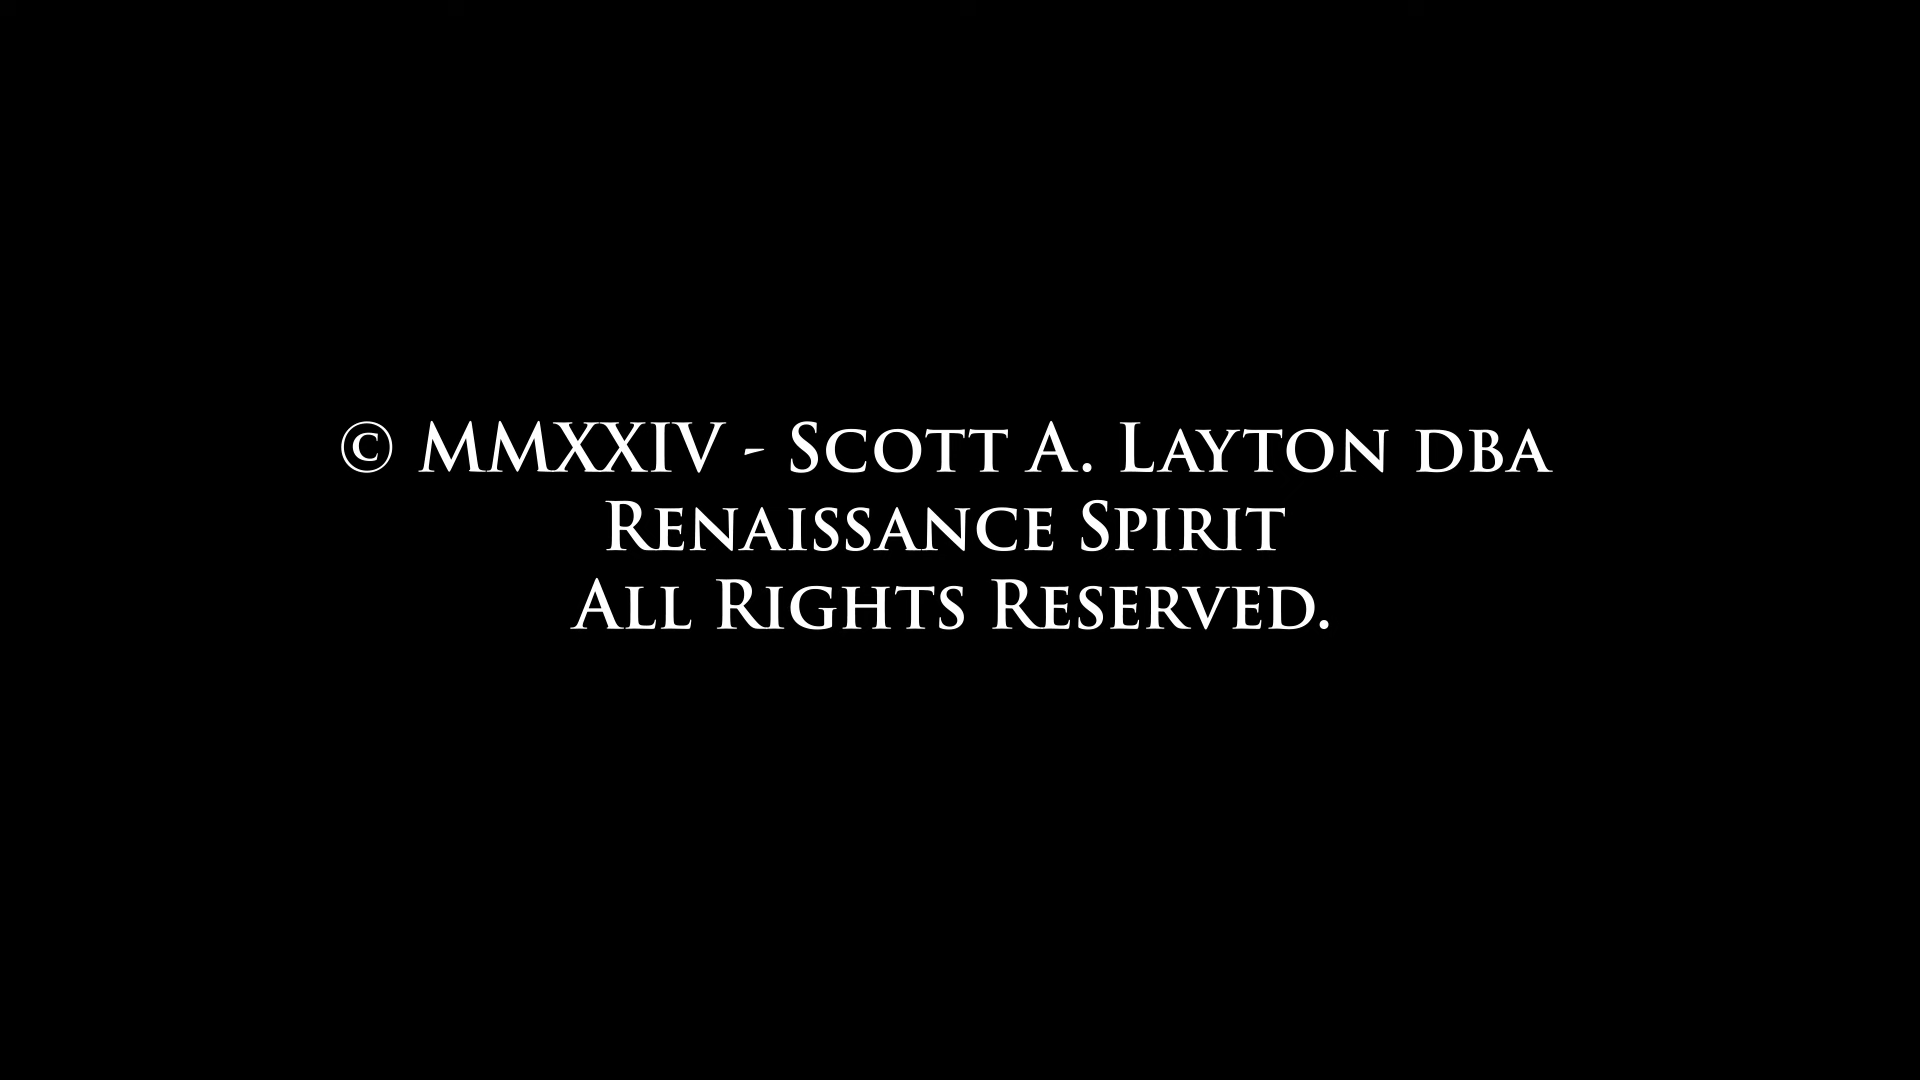 © MMXXIV - Scott A. Layton dba
Renaissance Spirit
All Rights Reserved.